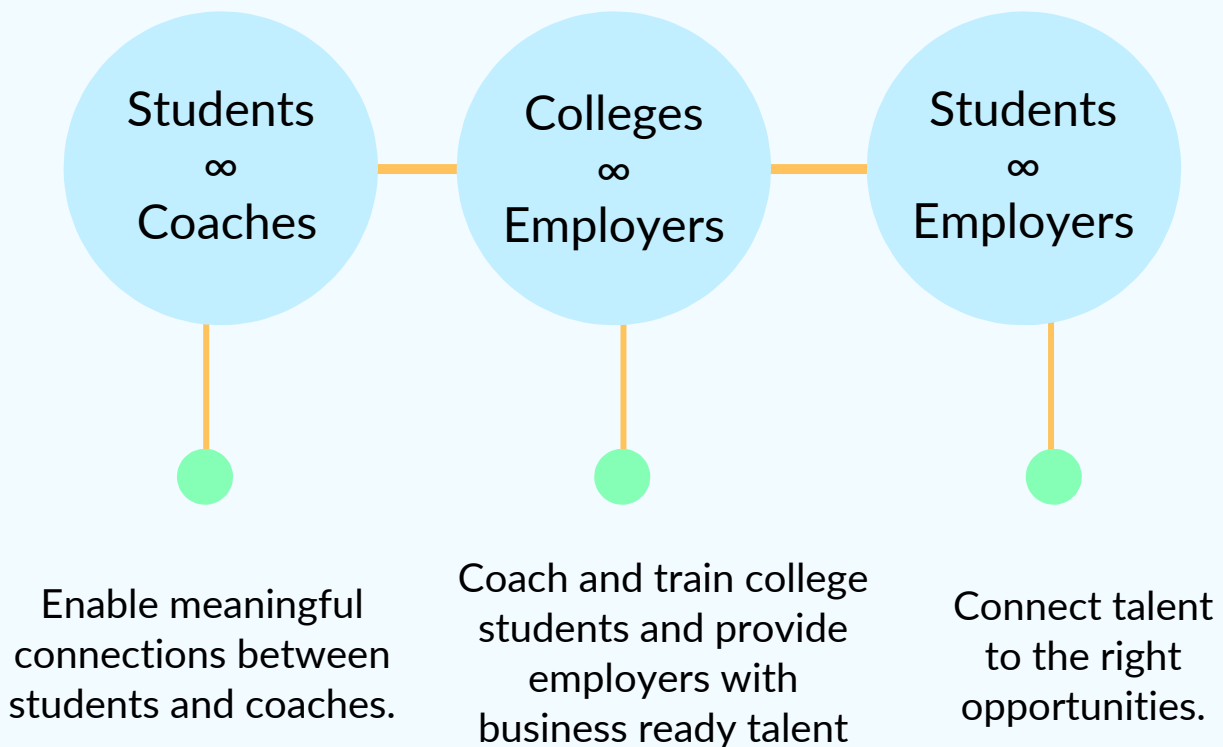 Students
∞
Coaches
Colleges
∞
Employers
Students
∞
Employers
Enable meaningful
connections between
students and coaches.
Coach and train college
students and provide
employers with
business ready talent
Connect talent
to the right
opportunities.